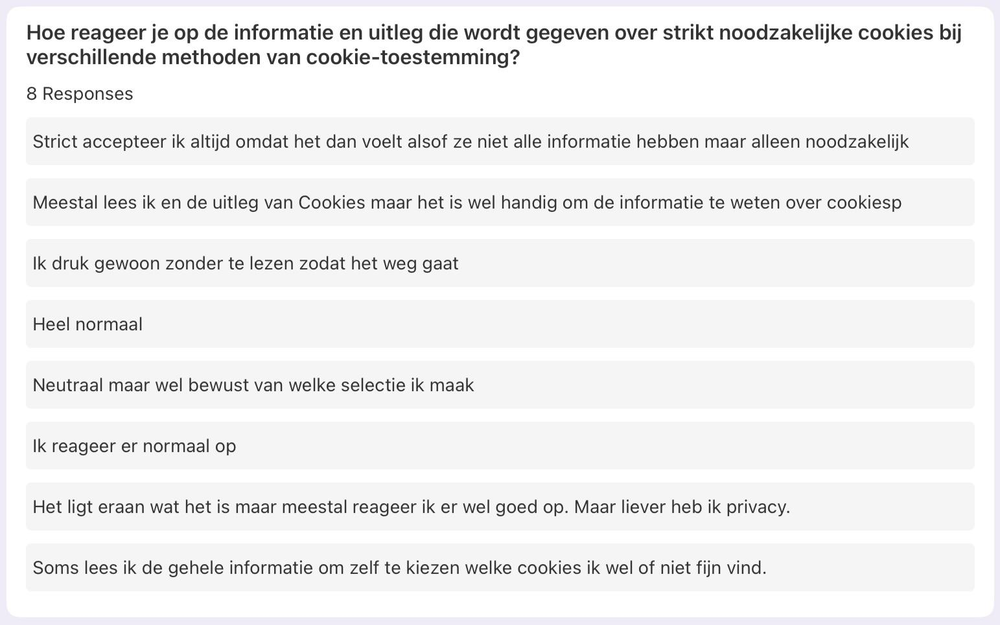 Hoe reageer je op de informatie en uitleg die wordt gegeven over strikt noodzakelijke cookies bij
verschillende methoden van cookie-toestemming?
8 Responses
Strict accepteer ik altijd omdat het dan voelt alsof ze niet alle informatie hebben maar alleen noodzakelijk
Meestal lees ik en de uitleg van Cookies maar het is wel handig om de informatie te weten over cookiesp
Ik druk gewoon zonder te lezen zodat het weg gaat
Heel normaal
Neutraal maar wel bewust van welke selectie ik maak
Ik reageer er normaal op
Het ligt eraan wat het is maar meestal reageer ik er wel goed op. Maar liever heb ik privacy.
Soms lees ik de gehele informatie om zelf te kiezen welke cookies ik wel of niet fijn vind.